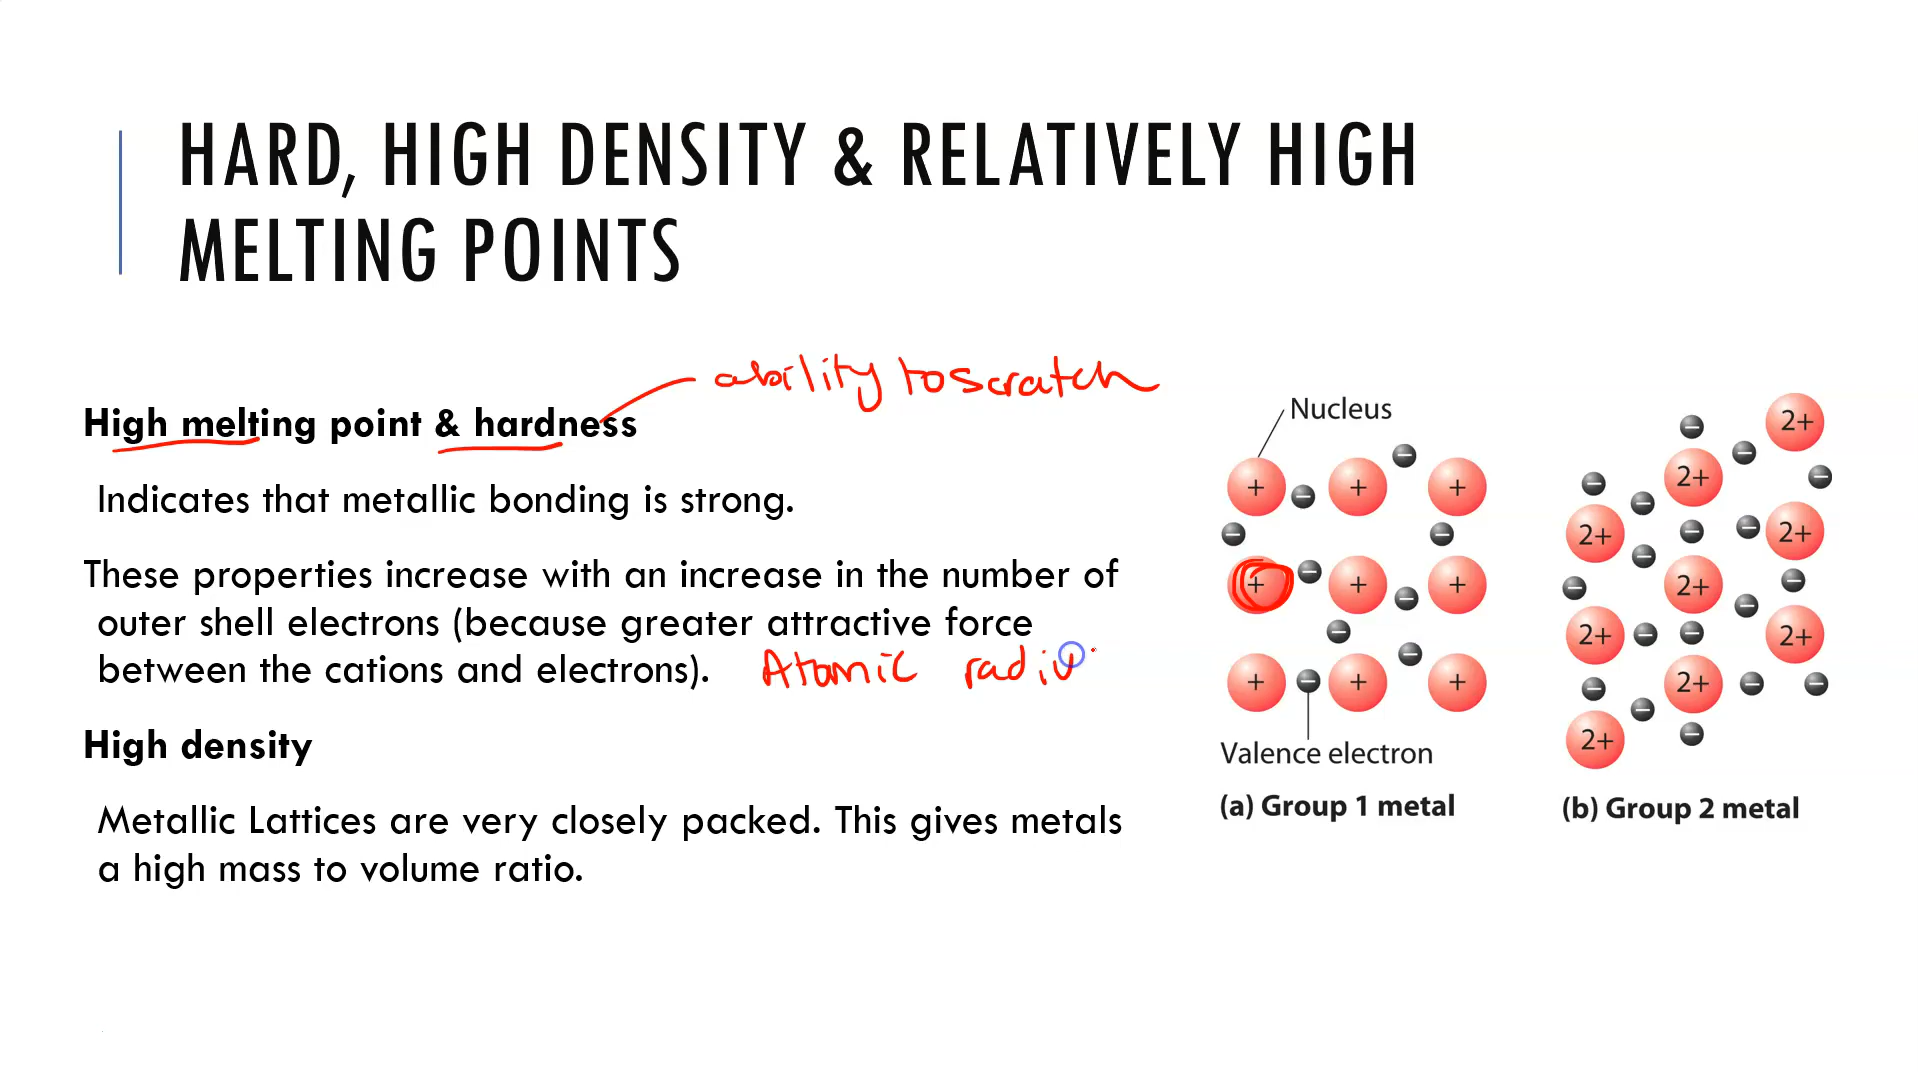 HARD, HIGH DENSITY & RELATIVELY HIGH
MELTING POINTS
ability to scratch
High melting point & hardness
Indicates that metallic bonding is strong.
These properties increase with an increase in the number of
outer shell electrons (because greater attractive force
between the cations and electrons).
Atomic radiu
High density
Metallic Lattices are very closely packed. This gives metals
a high mass to volume ratio.
Nucleus
+ − + − +
− −
+ − + − +
− −
+ − + +
Valence electron
(a) Group 1 metal
− 2+
− 2+ −
− −
2+ − − − 2+
− 2+ −
− −
2+ − − 2+
− 2+ − −
2+ − −
(b) Group 2 metal